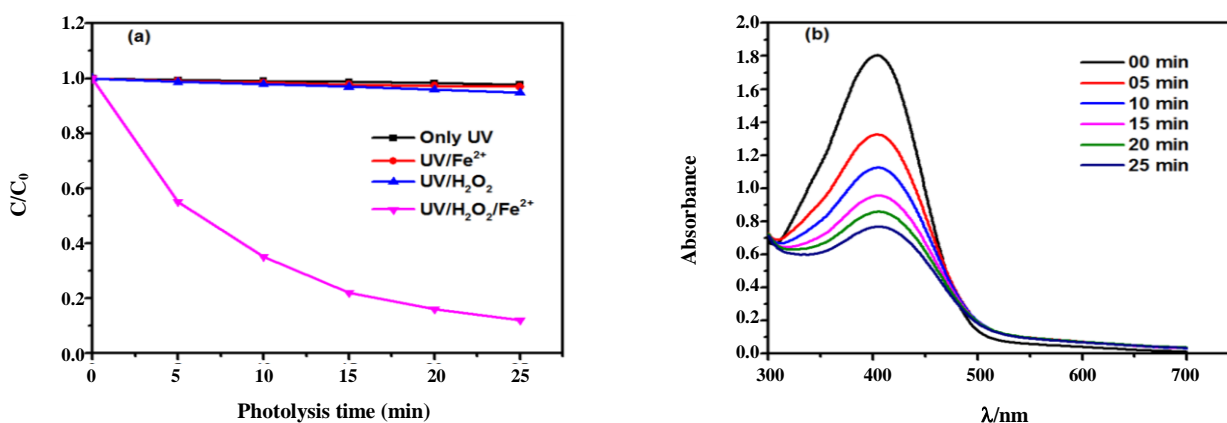 (a)
1.2
1.0
0.8
0.6
0.4
0.2
0.0
C/C₀
Only UV
UV/Fe²⁺
UV/H₂O₂
UV/H₂O₂/Fe²⁺
0 5 10 15 20 25
Photolysis time (min)
(b)
2.0
1.8
1.6
1.4
1.2
1.0
0.8
0.6
0.4
0.2
0.0
Absorbance
00 min
05 min
10 min
15 min
20 min
25 min
300 400 500 600 700
λ/nm